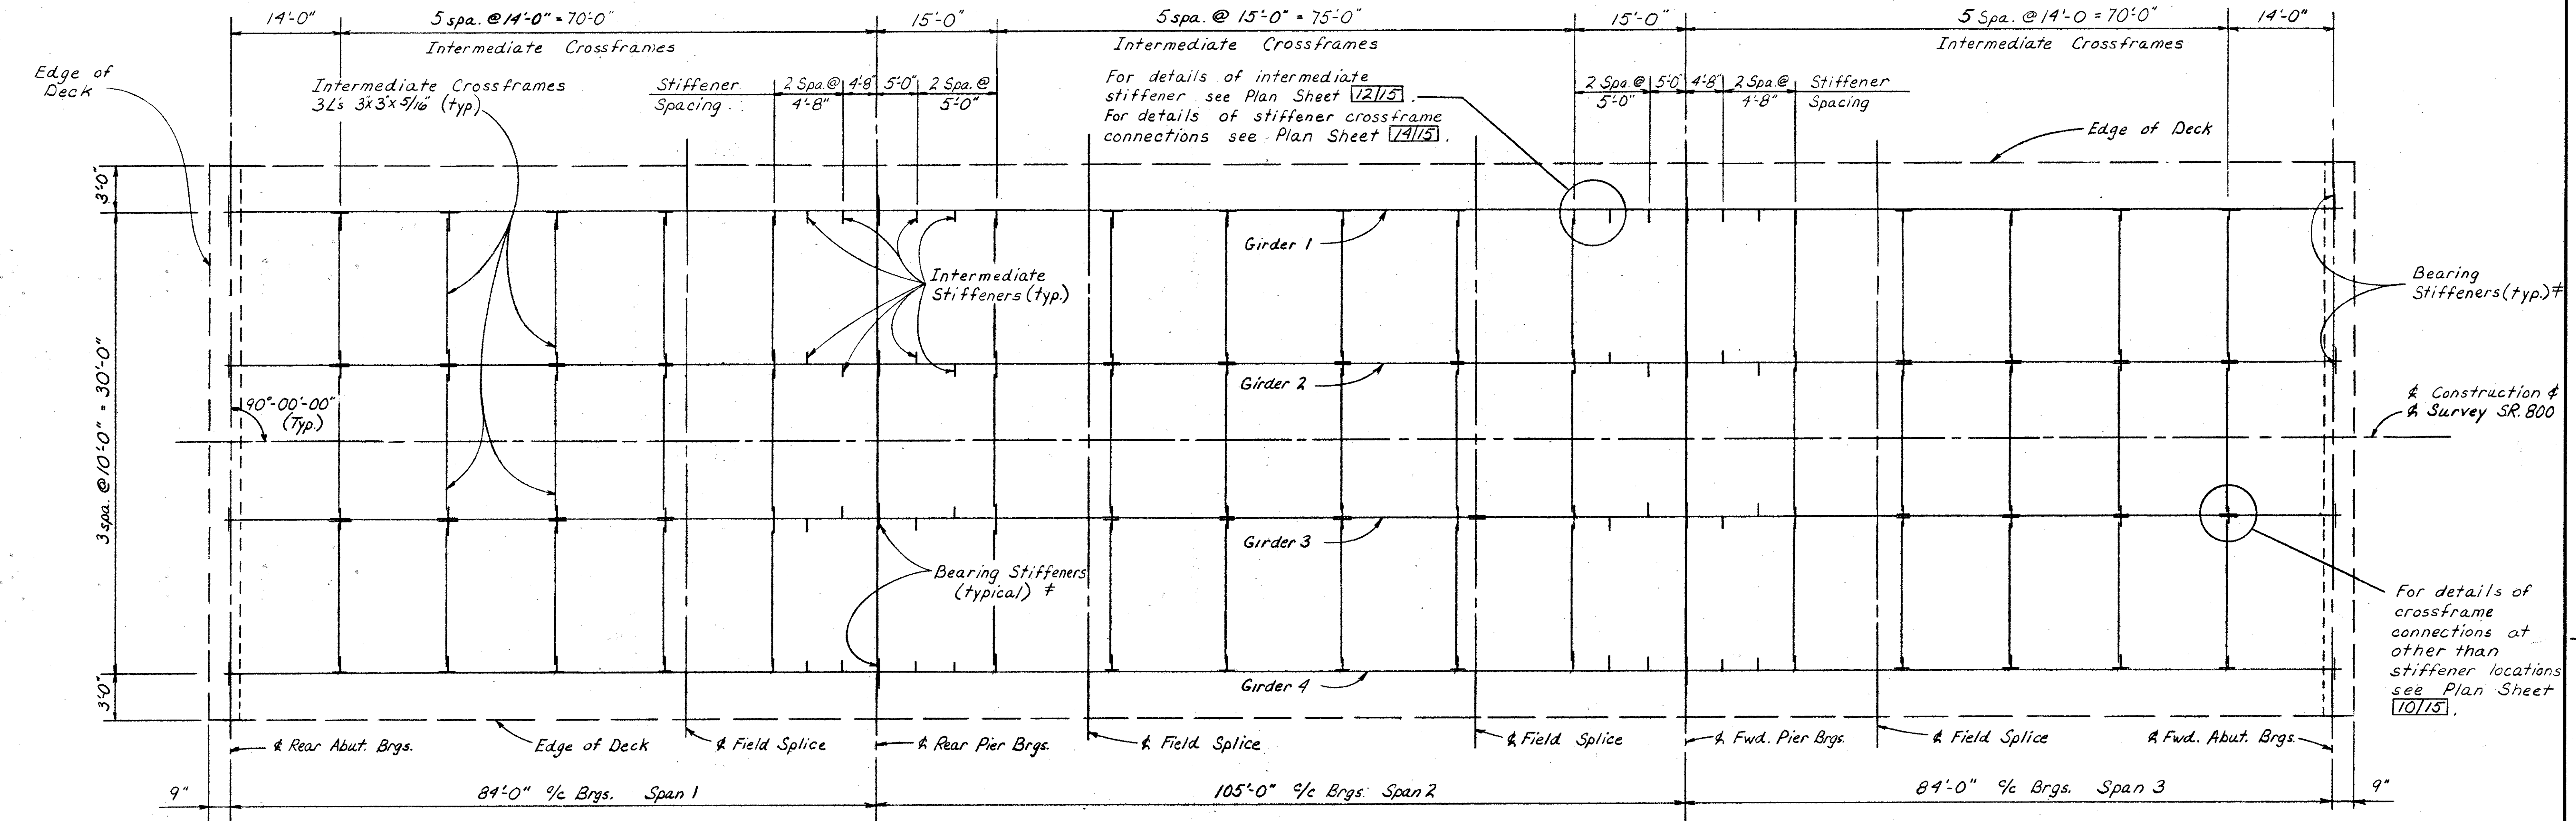 14'-0"
5 spa. @ 14'-0" = 70'-0"
15'-0"
5 spa. @ 15'-0" = 75'-0"
15'-0"
5 Spa. @ 14'-0 = 70'-0"
14'-0"
Intermediate Crossframes
Intermediate Crossframes
Intermediate Crossframes
Edge of
Deck
Intermediate Crossframes
3 L's 3"x3"x5/16" (typ)
Stiffener
Spacing
2 Spa. @
4'-8"
4'-8"
5'-0"
2 Spa. @
5'-0"
For details of intermediate
stiffener see Plan Sheet 12/15.
For details of stiffener crossframe
connections see Plan Sheet 14/15.
2 Spa. @
5'-0"
5'-0"
4'-8"
2 Spa. @
4'-8"
Stiffener
Spacing
Edge of Deck
3'-0"
3 spa. @ 10'-0" = 30'-0"
3'-0"
Girder 1
Intermediate
Stiffeners (typ.)
Bearing
Stiffeners (typ.) ‡
Girder 2
90°-00'-00"
(Typ.)
℄ Construction ℄
℄ Survey SR. 800
Girder 3
Bearing Stiffeners
(typical) ‡
For details of
crossframe
connections at
other than
stiffener locations
see Plan Sheet
10/15.
Girder 4
℄ Rear Abut. Brgs.
Edge of Deck
℄ Field Splice
℄ Rear Pier Brgs.
℄ Field Splice
℄ Field Splice
℄ Fwd. Pier Brgs.
℄ Field Splice
℄ Fwd. Abut. Brgs.
9"
84'-0" c/c Brgs. Span 1
105'-0" c/c Brgs. Span 2
84'-0" c/c Brgs. Span 3
9"